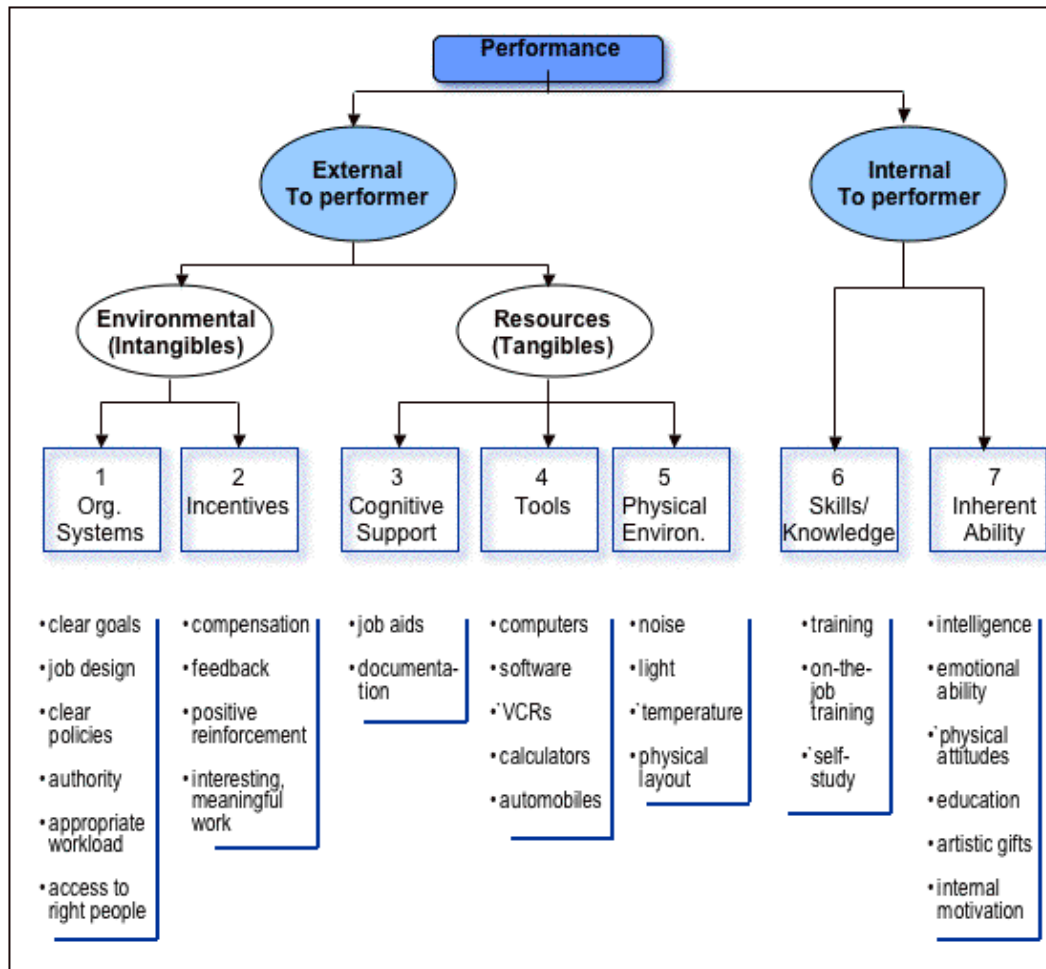 Performance
External
To performer
Internal
To performer
Environmental
(Intangibles)
Resources
(Tangibles)
1
Org.
Systems
2
Incentives
3
Cognitive
Support
4
Tools
5
Physical
Environ.
6
Skills/
Knowledge
7
Inherent
Ability
• clear goals
• job design
• clear
policies
• authority
• appropriate
workload
• access to
right people
• compensation
• feedback
• positive
reinforcement
• interesting,
meaningful
work
• job aids
• documenta-
tion
• computers
• software
• `VCRs
• calculators
• automobiles
• noise
• light
• `temperature
• physical
layout
• training
• on-the-
job
training
• `self-
study
• intelligence
• emotional
ability
• `physical
attitudes
• education
• artistic gifts
• internal
motivation